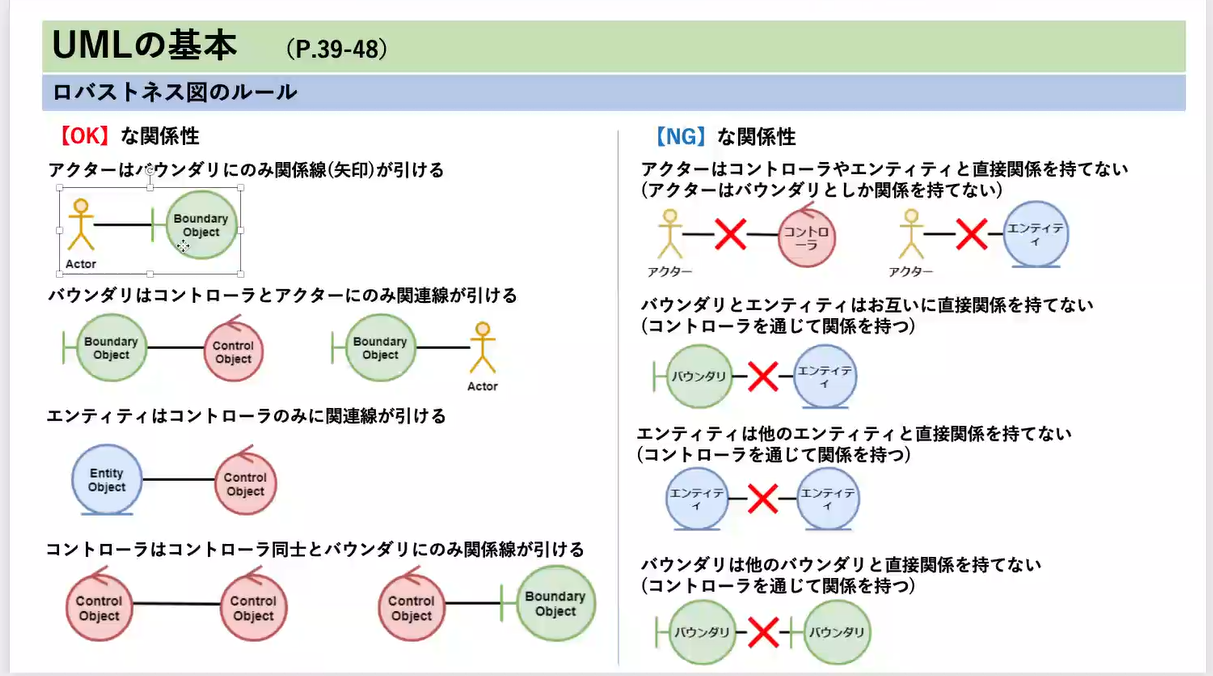 UMLの基本 （P.39-48）
ロバストネス図のルール
【OK】な関係性
アクターはバウンダリにのみ関係線(矢印)が引ける
Boundary
Object
Actor
バウンダリはコントローラとアクターにのみ関連線が引ける
Boundary
Object
Control
Object
Boundary
Object
Actor
エンティティはコントローラのみに関連線が引ける
Entity
Object
Control
Object
コントローラはコントローラ同士とバウンダリにのみ関係線が引ける
Control
Object
Control
Object
Control
Object
Boundary
Object
【NG】な関係性
アクターはコントローラやエンティティと直接関係を持てない
(アクターはバウンダリとしか関係を持てない)
アクター
コントロ
ーラ
アクター
エンティテ
ィ
バウンダリとエンティティはお互いに直接関係を持てない
(コントローラを通じて関係を持つ)
バウンダリ
エンティテ
ィ
エンティティは他のエンティティと直接関係を持てない
(コントローラを通じて関係を持つ)
エンティテ
ィ
エンティテ
ィ
バウンダリは他のバウンダリと直接関係を持てない
(コントローラを通じて関係を持つ)
バウンダリ
バウンダリ